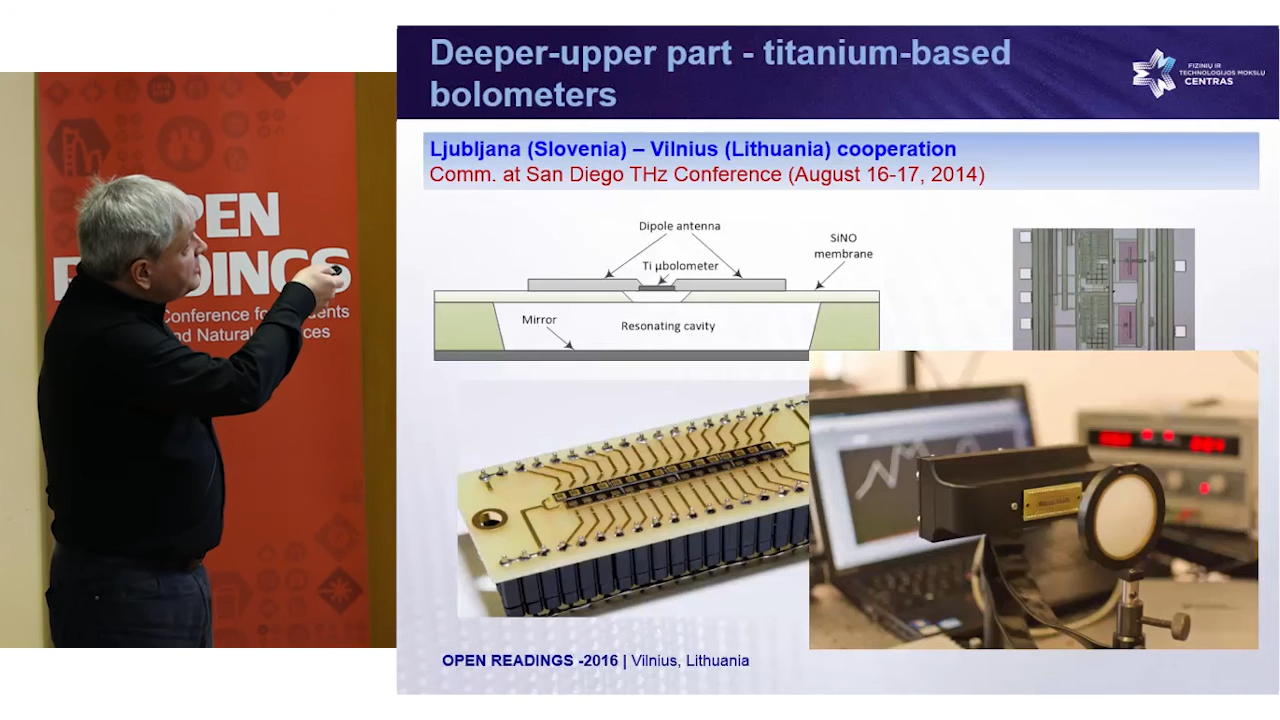 Deeper-upper part - titanium-based
bolometers
FIZINIŲ IR
TECHNOLOGIJOS MOKSLŲ
CENTRAS
Ljubljana (Slovenia) – Vilnius (Lithuania) cooperation
Comm. at San Diego THz Conference (August 16-17, 2014)
Dipole antenna
Ti µbolometer
SiNO
membrane
Mirror
Resonating cavity
OPEN READINGS -2016 | Vilnius, Lithuania
PEN
R DINGS
Conference for dents
nd Natural ces